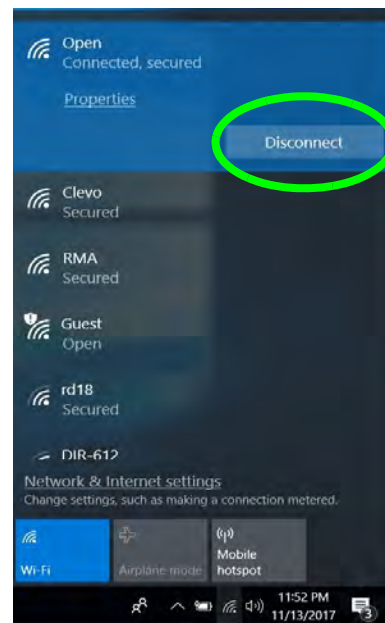 Open
Connected, secured
Properties
Disconnect
Clevo
Secured
RMA
Secured
Guest
Open
rd18
Secured
DIR-612
Network & Internet settings
Change settings, such as making a connection metered.
Wi-Fi
Airplane mode
Mobile
hotspot
11:52 PM
11/13/2017
3